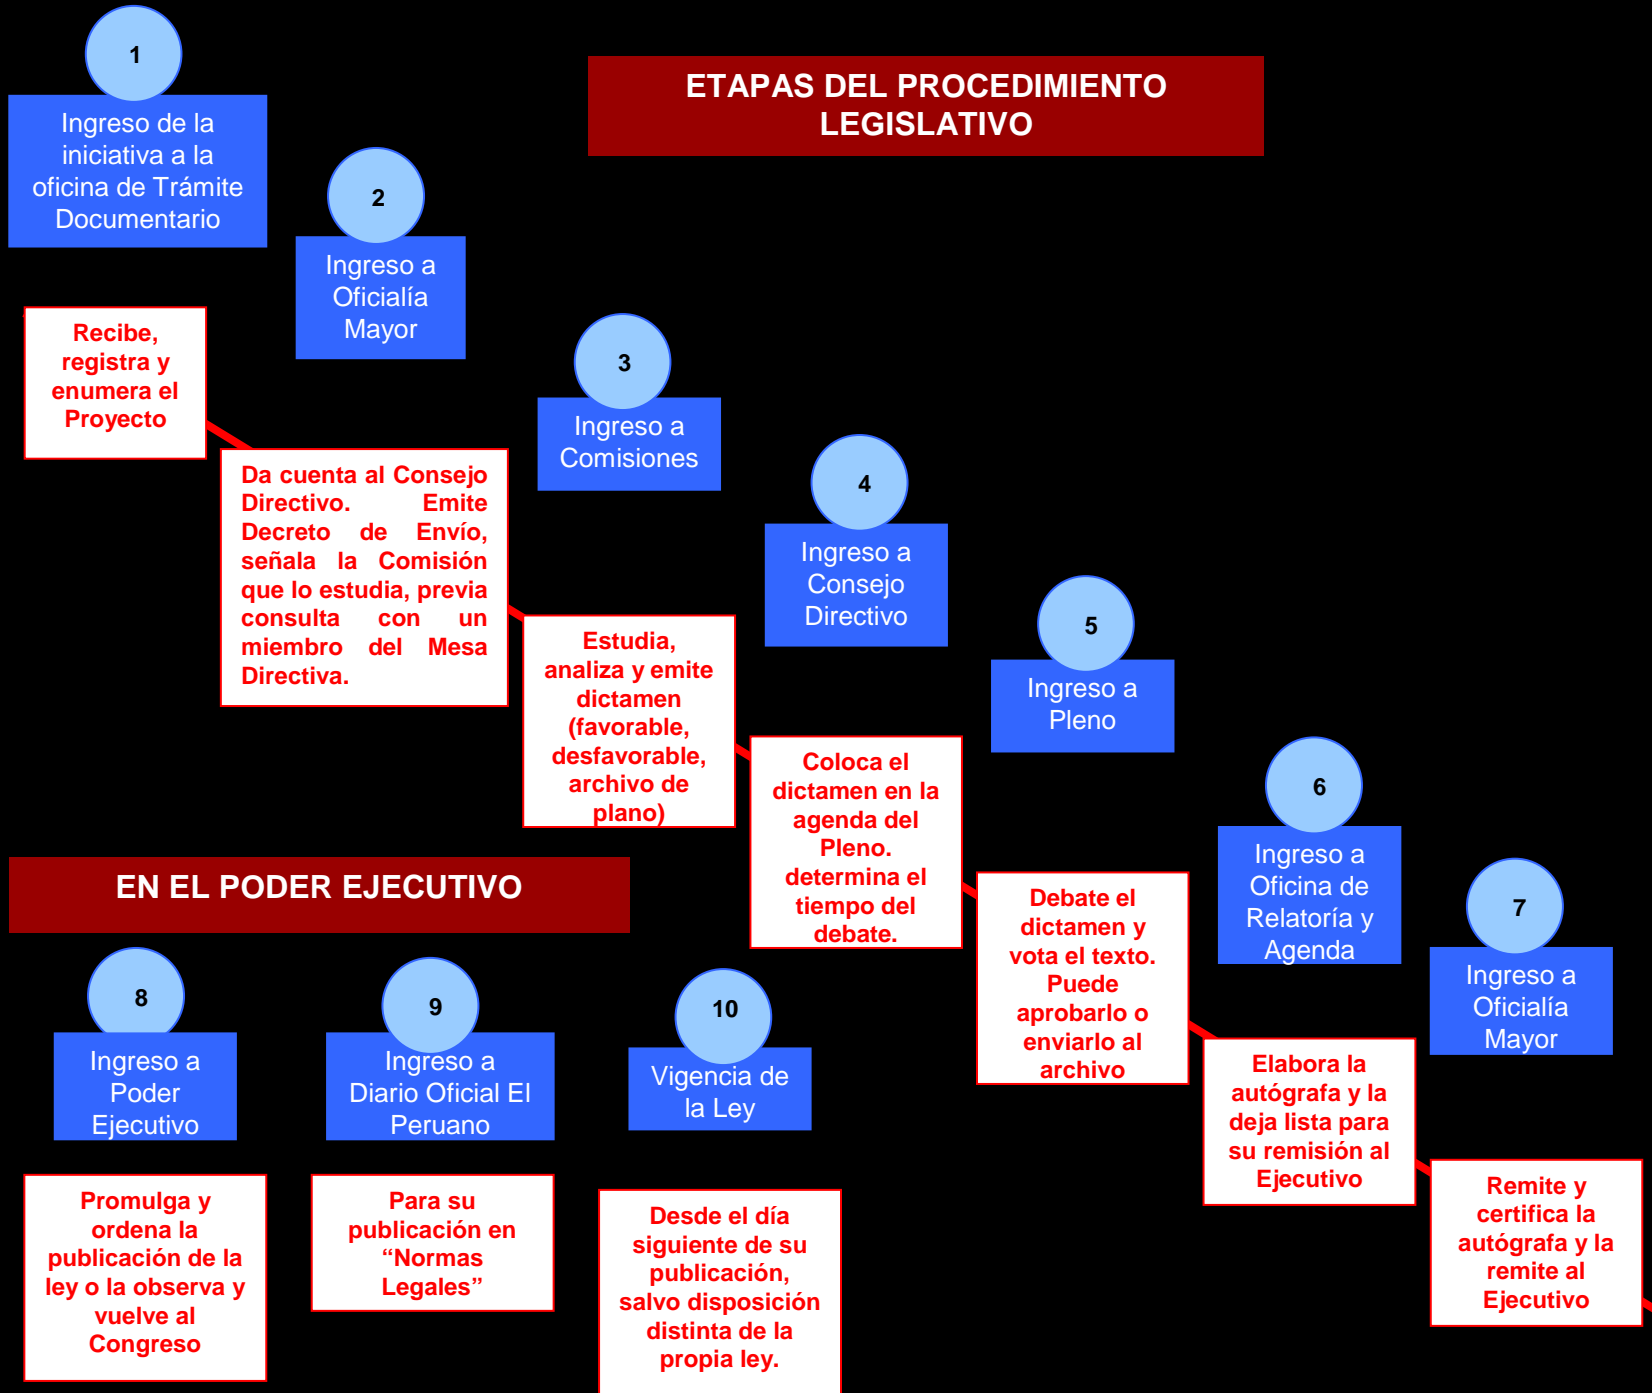 ETAPAS DEL PROCEDIMIENTO
LEGISLATIVO
1
Ingreso de la
iniciativa a la
oficina de Trámite
Documentario
Recibe,
registra y
enumera el
Proyecto
2
Ingreso a
Oficialía
Mayor
Da cuenta al Consejo
Directivo. Emite
Decreto de Envío,
señala la Comisión
que lo estudia, previa
consulta con un
miembro del Mesa
Directiva.
3
Ingreso a
Comisiones
Estudia,
analiza y emite
dictamen
(favorable,
desfavorable,
archivo de
plano)
4
Ingreso a
Consejo
Directivo
Coloca el
dictamen en la
agenda del
Pleno.
determina el
tiempo del
debate.
5
Ingreso a
Pleno
Debate el
dictamen y
vota el texto.
Puede
aprobarlo o
enviarlo al
archivo
6
Ingreso a
Oficina de
Relatoría y
Agenda
Elabora la
autógrafa y la
deja lista para
su remisión al
Ejecutivo
7
Ingreso a
Oficialía
Mayor
Remite y
certifica la
autógrafa y la
remite al
Ejecutivo
EN EL PODER EJECUTIVO
8
Ingreso a
Poder
Ejecutivo
Promulga y
ordena la
publicación de la
ley o la observa y
vuelve al
Congreso
9
Ingreso a
Diario Oficial El
Peruano
Para su
publicación en
“Normas
Legales”
10
Vigencia de
la Ley
Desde el día
siguiente de su
publicación,
salvo disposición
distinta de la
propia ley.